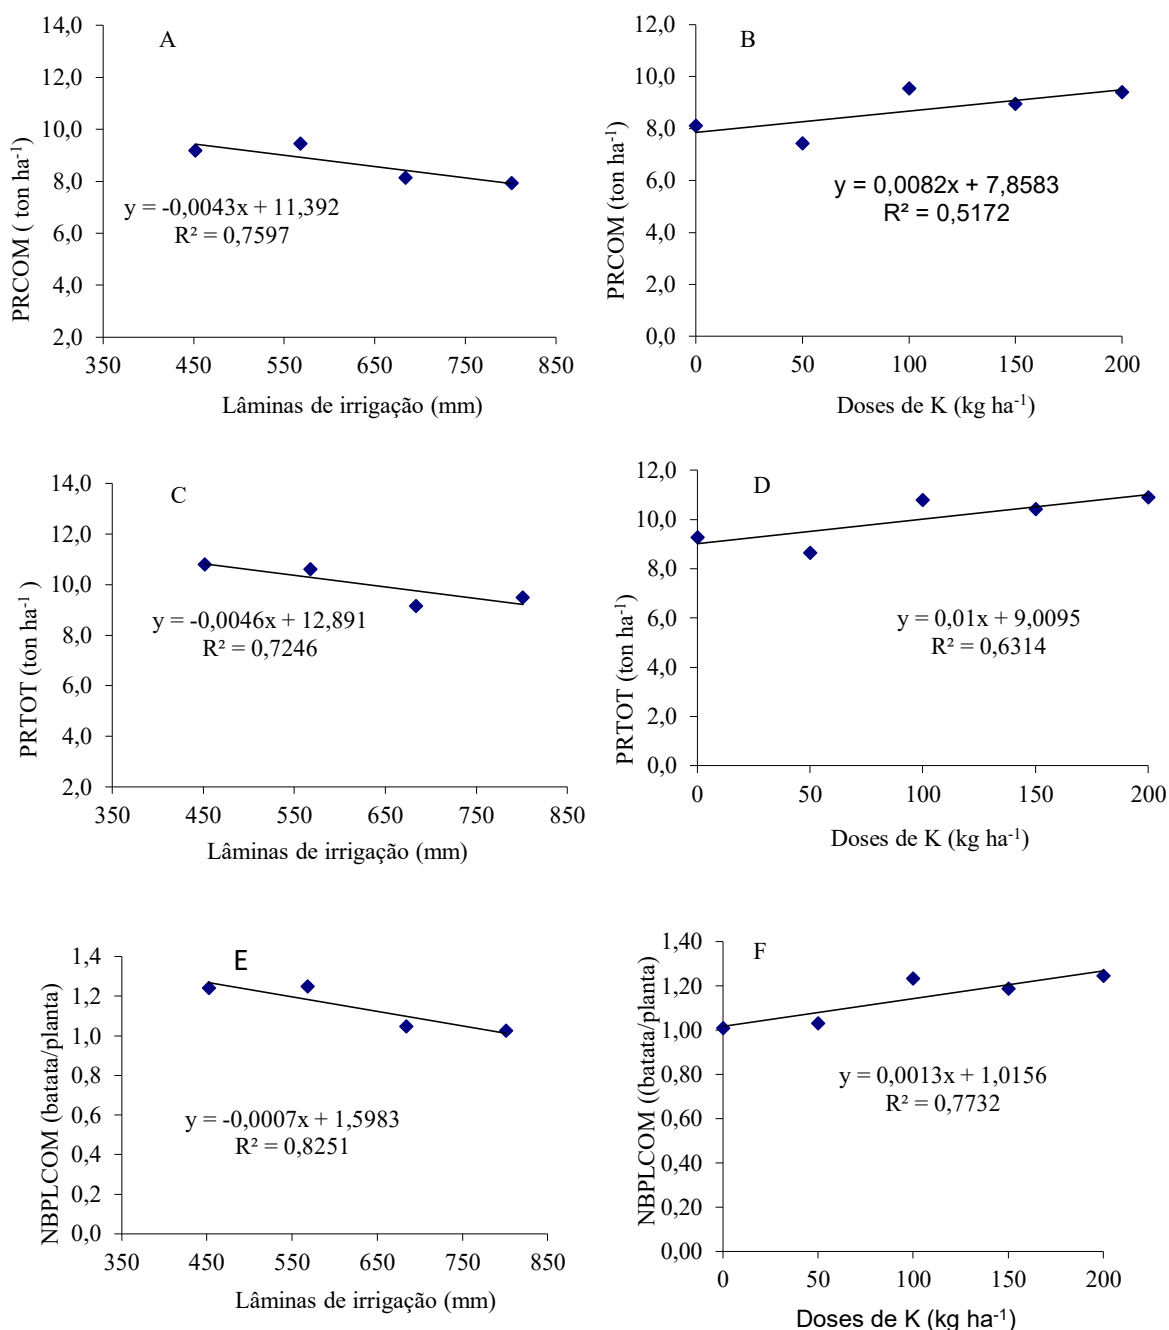 A
14,0
12,0
10,0
8,0
6,0
4,0
2,0
350 450 550 650 750 850
PRCOM ( ton ha⁻¹)
y = -0,0043x + 11,392
R² = 0,7597
Lâminas de irrigação (mm)
B
12,0
10,0
8,0
6,0
4,0
2,0
0,0
0 50 100 150 200
PRCOM (ton ha⁻¹)
y = 0,0082x + 7,8583
R² = 0,5172
Doses de K (kg ha⁻¹)
C
14,0
12,0
10,0
8,0
6,0
4,0
2,0
350 450 550 650 750 850
PRTOT (ton ha⁻¹ )
y = -0,0046x + 12,891
R² = 0,7246
Lâminas de irrigação (mm)
D
12,0
10,0
8,0
6,0
4,0
2,0
0,0
0 50 100 150 200
PRTOT (ton ha⁻¹)
y = 0,01x + 9,0095
R² = 0,6314
Doses de K (kg ha⁻¹)
E
1,4
1,2
1,0
0,8
0,6
0,4
0,2
0,0
350 450 550 650 750 850
NBPLCOM (batata/planta)
y = -0,0007x + 1,5983
R² = 0,8251
Lâminas de irrigação (mm)
F
1,40
1,20
1,00
0,80
0,60
0,40
0,20
0,00
0 50 100 150 200
NBPLCOM ((batata/planta)
y = 0,0013x + 1,0156
R² = 0,7732
Doses de K (kg ha⁻¹)